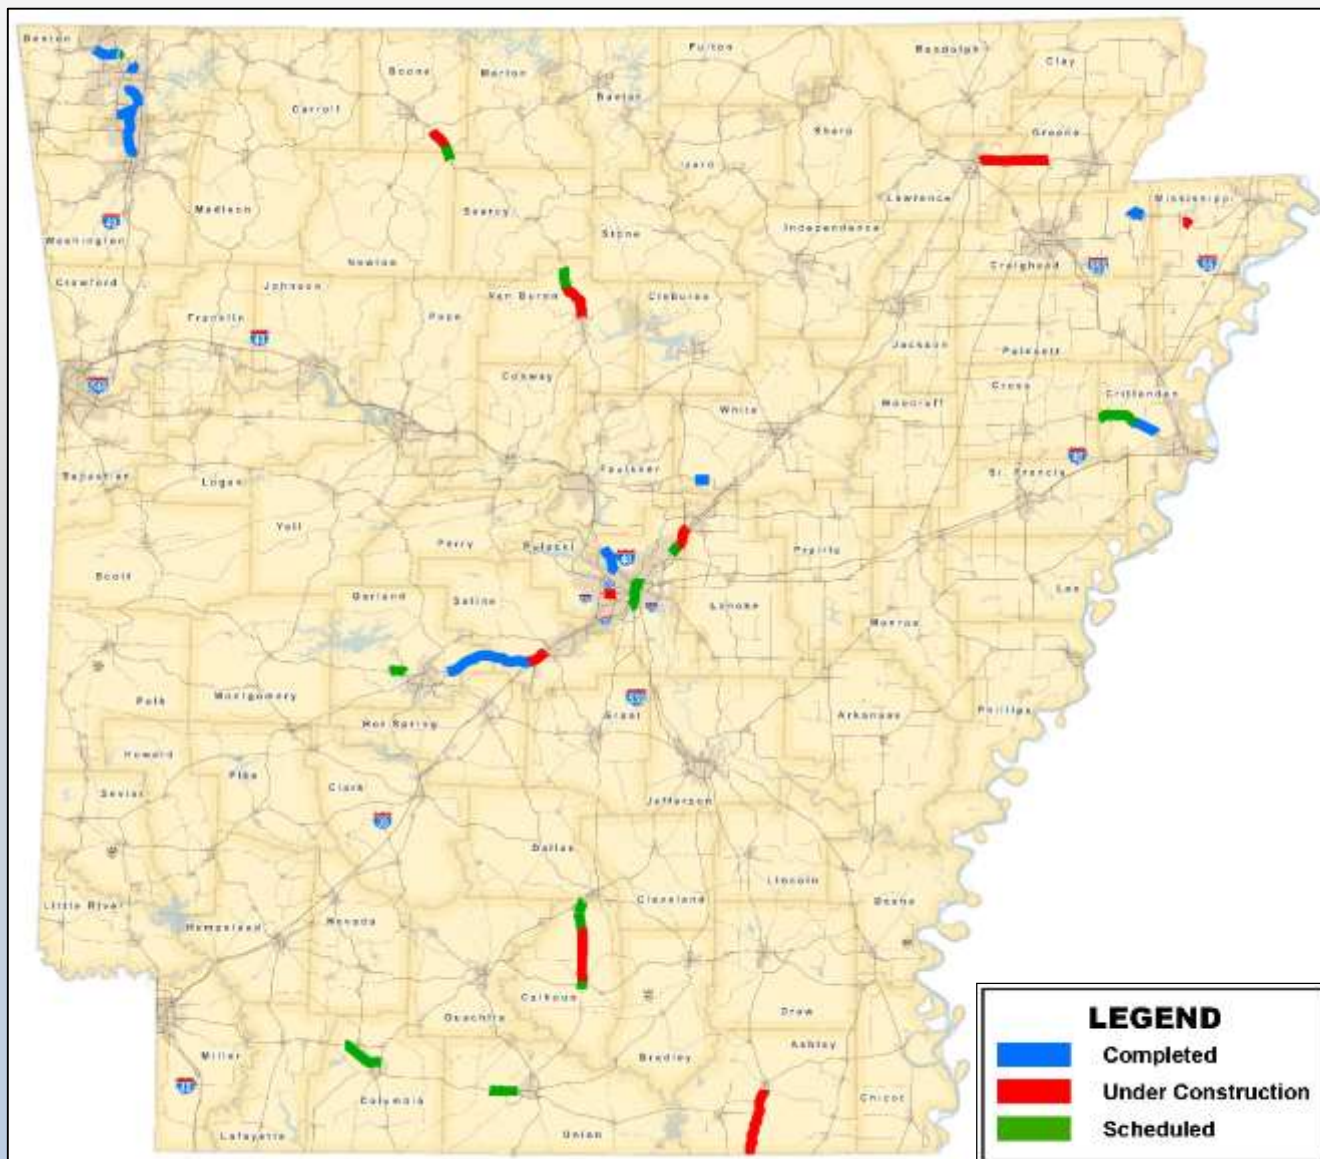 Benton
Boone
Marion
Fulton
Randolph
Clay
Carroll
Baxter
Sharp
Greene
Izard
Lawrence
Madison
Searcy
Mississippi
Washington
Newton
Stone
Independence
Craighead
Crawford
Johnson
Van Buren
Cleburne
Franklin
Pope
Jackson
Poinsett
Conway
Cross
Crittenden
White
Woodruff
Sebastian
Logan
Faulkner
St. Francis
Yell
Perry
Pulaski
Prairie
Scott
Garland
Saline
Lonoke
Lee
Monroe
Polk
Montgomery
Hot Spring
Grant
Arkansas
Phillips
Howard
Pike
Sevier
Clark
Jefferson
Dallas
Lincoln
Little River
Hempstead
Nevada
Cleveland
Desha
Calhoun
Ouachita
Drew
Miller
Bradley
Ashley
Columbia
Chicot
Lafayette
Union
LEGEND
Completed
Under Construction
Scheduled